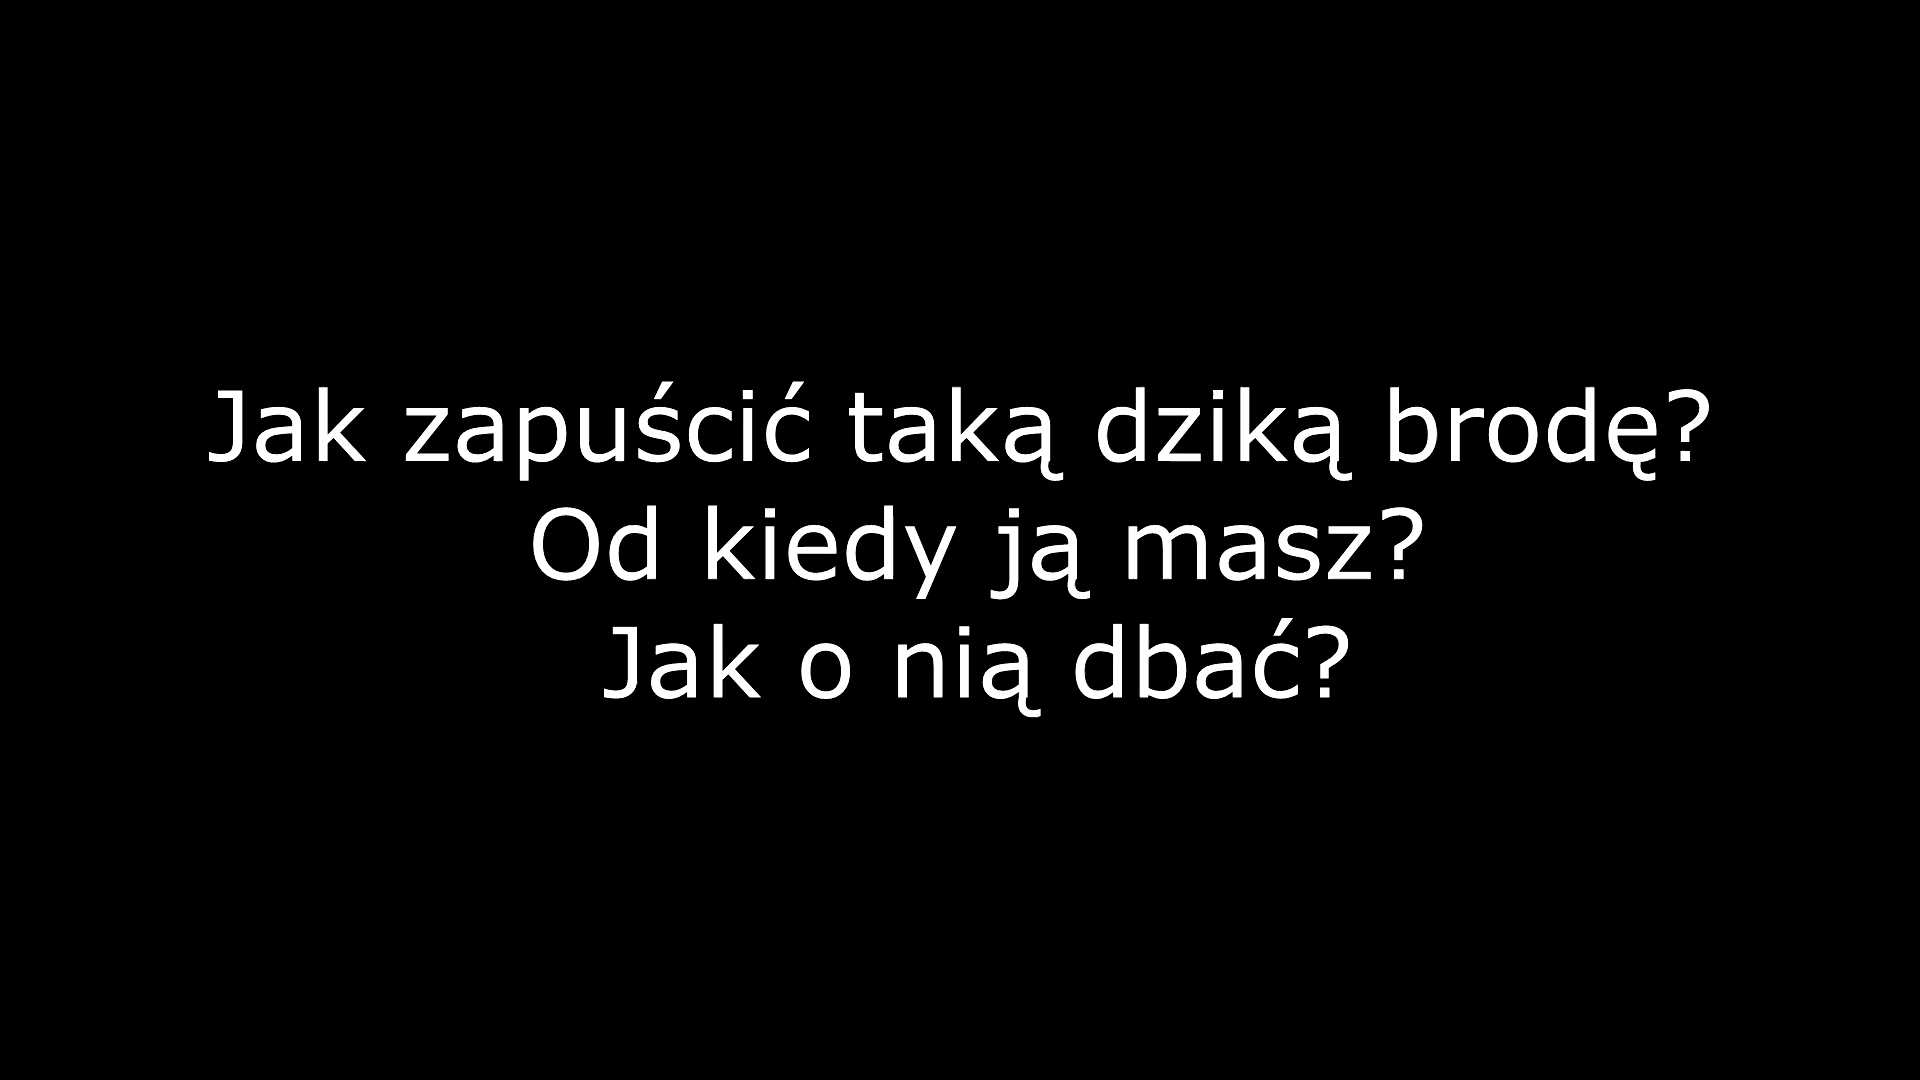 Jak zapuścić taką dziką brodę?
Od kiedy ją masz?
Jak o nią dbać?